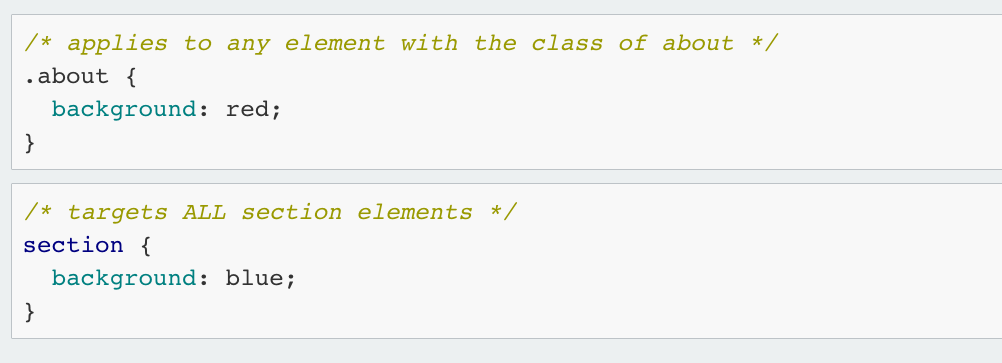 /* applies to any element with the class of about */
.about {
  background: red;
}
/* targets ALL section elements */
section {
  background: blue;
}